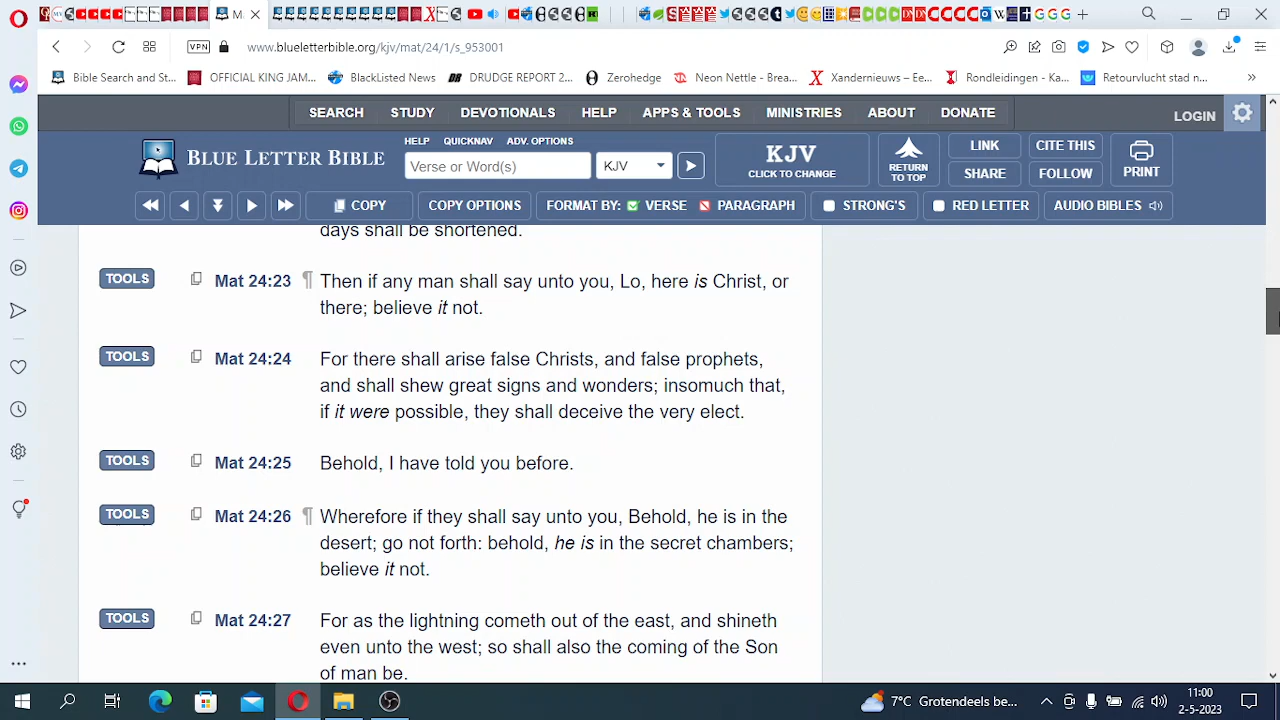 M
www.blueletterbible.org/kjv/mat/24/1/s_953001
VPN
Bible Search and St...
OFFICIAL KING JAM...
BlackListed News
DRUDGE REPORT 2...
Zerohedge
Neon Nettle - Brea...
Xandernieuws – Ee...
Rondleidingen - Ka...
Retourvlucht stad n...
SEARCH STUDY DEVOTIONALS HELP APPS & TOOLS MINISTRIES ABOUT DONATE
LOGIN
BLUE LETTER BIBLE
HELP QUICKNAV ADV. OPTIONS
Verse or Word(s)
KJV
KJV
CLICK TO CHANGE
RETURN
TO TOP
LINK
SHARE
CITE THIS
FOLLOW
PRINT
COPY
COPY OPTIONS
FORMAT BY: VERSE PARAGRAPH
STRONG'S
RED LETTER
AUDIO BIBLES
days shall be shortened.
TOOLS Mat 24:23 ¶ Then if any man shall say unto you, Lo, here is Christ, or
there; believe it not.
TOOLS Mat 24:24 For there shall arise false Christs, and false prophets,
and shall shew great signs and wonders; insomuch that,
if it were possible, they shall deceive the very elect.
TOOLS Mat 24:25 Behold, I have told you before.
TOOLS Mat 24:26 ¶ Wherefore if they shall say unto you, Behold, he is in the
desert; go not forth: behold, he is in the secret chambers;
believe it not.
TOOLS Mat 24:27 For as the lightning cometh out of the east, and shineth
even unto the west; so shall also the coming of the Son
of man be.
7°C Grotendeels be...
11:00
2-5-2023